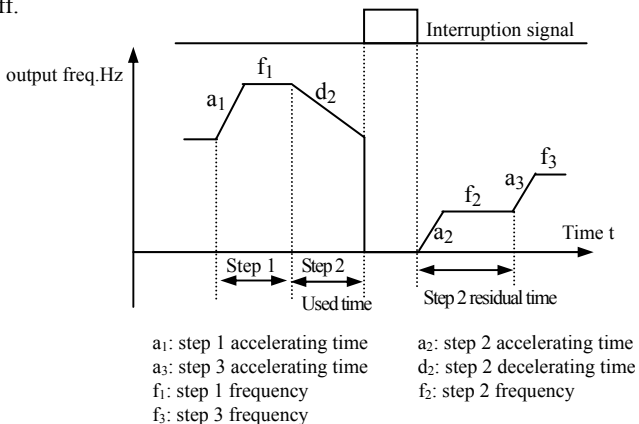 ff.
Interruption signal
output freq.Hz
f₁
a₁
d₂
f₃
a₃
f₂
a₂
Time t
Step 1
Step 2
Used time
Step 2 residual time
a₁: step 1 accelerating time
a₂: step 2 accelerating time
a₃: step 3 accelerating time
d₂: step 2 decelerating time
f₁: step 1 frequency
f₂: step 2 frequency
f₃: step 3 frequency